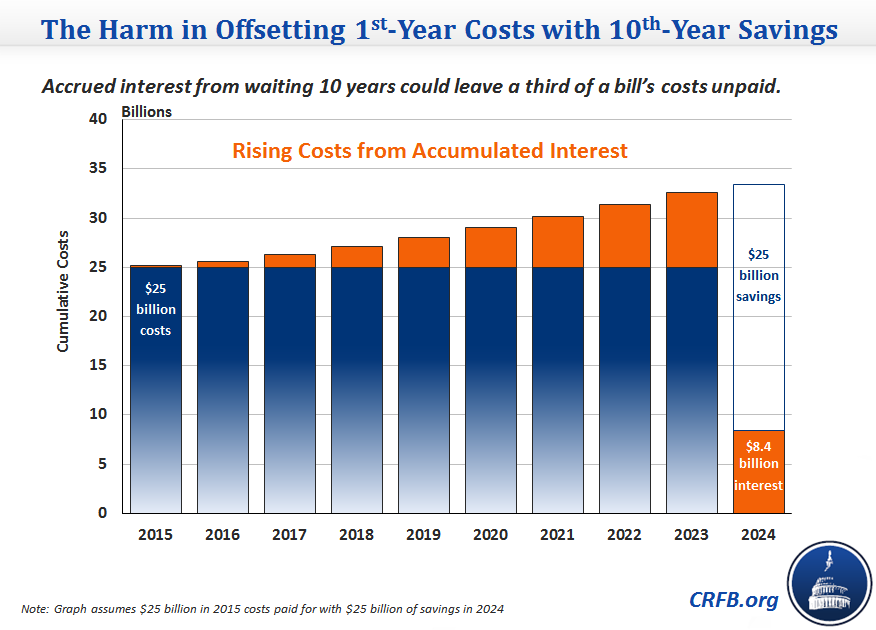 The Harm in Offsetting 1st-Year Costs with 10th-Year Savings
Accrued interest from waiting 10 years could leave a third of a bill's costs unpaid.
Billions
Rising Costs from Accumulated Interest
Cumulative Costs
40
35
30
25
20
15
10
5
0
$25
billion
costs
$25
billion
savings
$8.4
billion
interest
2015 2016 2017 2018 2019 2020 2021 2022 2023 2024
CRFB.org
Note: Graph assumes $25 billion in 2015 costs paid for with $25 billion of savings in 2024